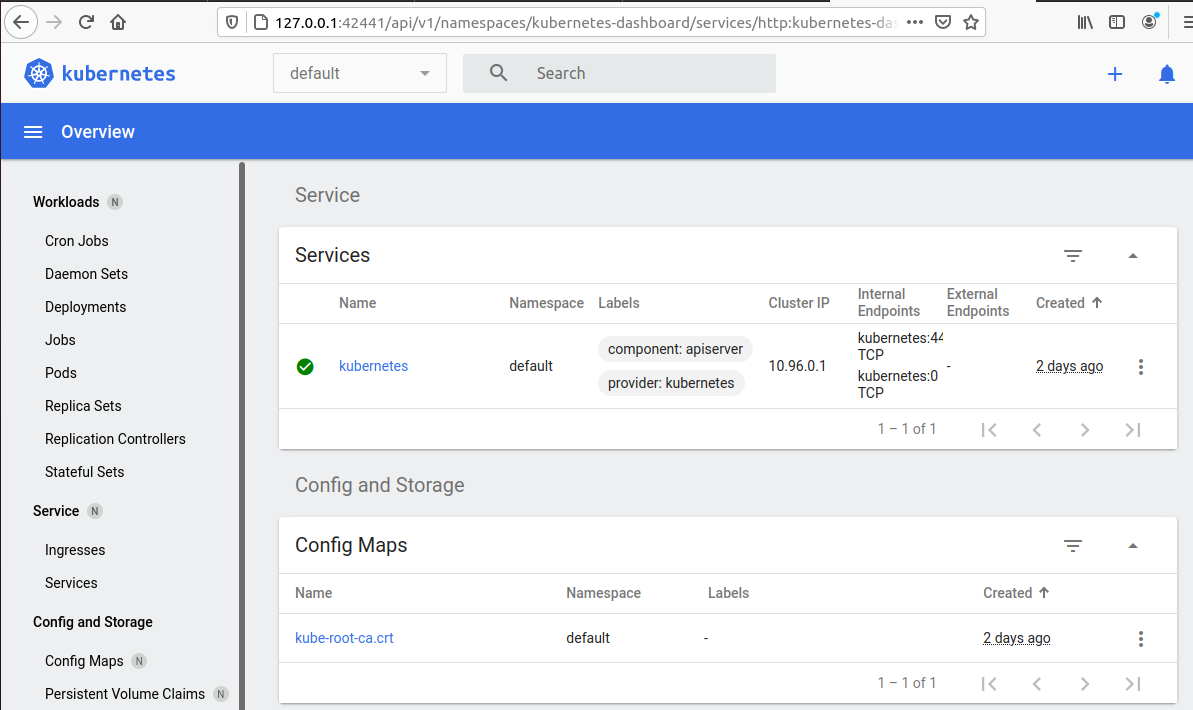 127.0.0.1:42441/api/v1/namespaces/kubernetes-dashboard/services/http:kubernetes-da
kubernetes
default
Search
Overview
Workloads N
Cron Jobs
Daemon Sets
Deployments
Jobs
Pods
Replica Sets
Replication Controllers
Stateful Sets
Service N
Ingresses
Services
Config and Storage
Config Maps N
Persistent Volume Claims N
Service
Services
Name Namespace Labels Cluster IP Internal Endpoints External Endpoints Created
kubernetes default component: apiserver provider: kubernetes 10.96.0.1 kubernetes:44 TCP kubernetes:0 TCP - 2 days ago
1 – 1 of 1
Config and Storage
Config Maps
Name Namespace Labels Created
kube-root-ca.crt default - 2 days ago
1 – 1 of 1